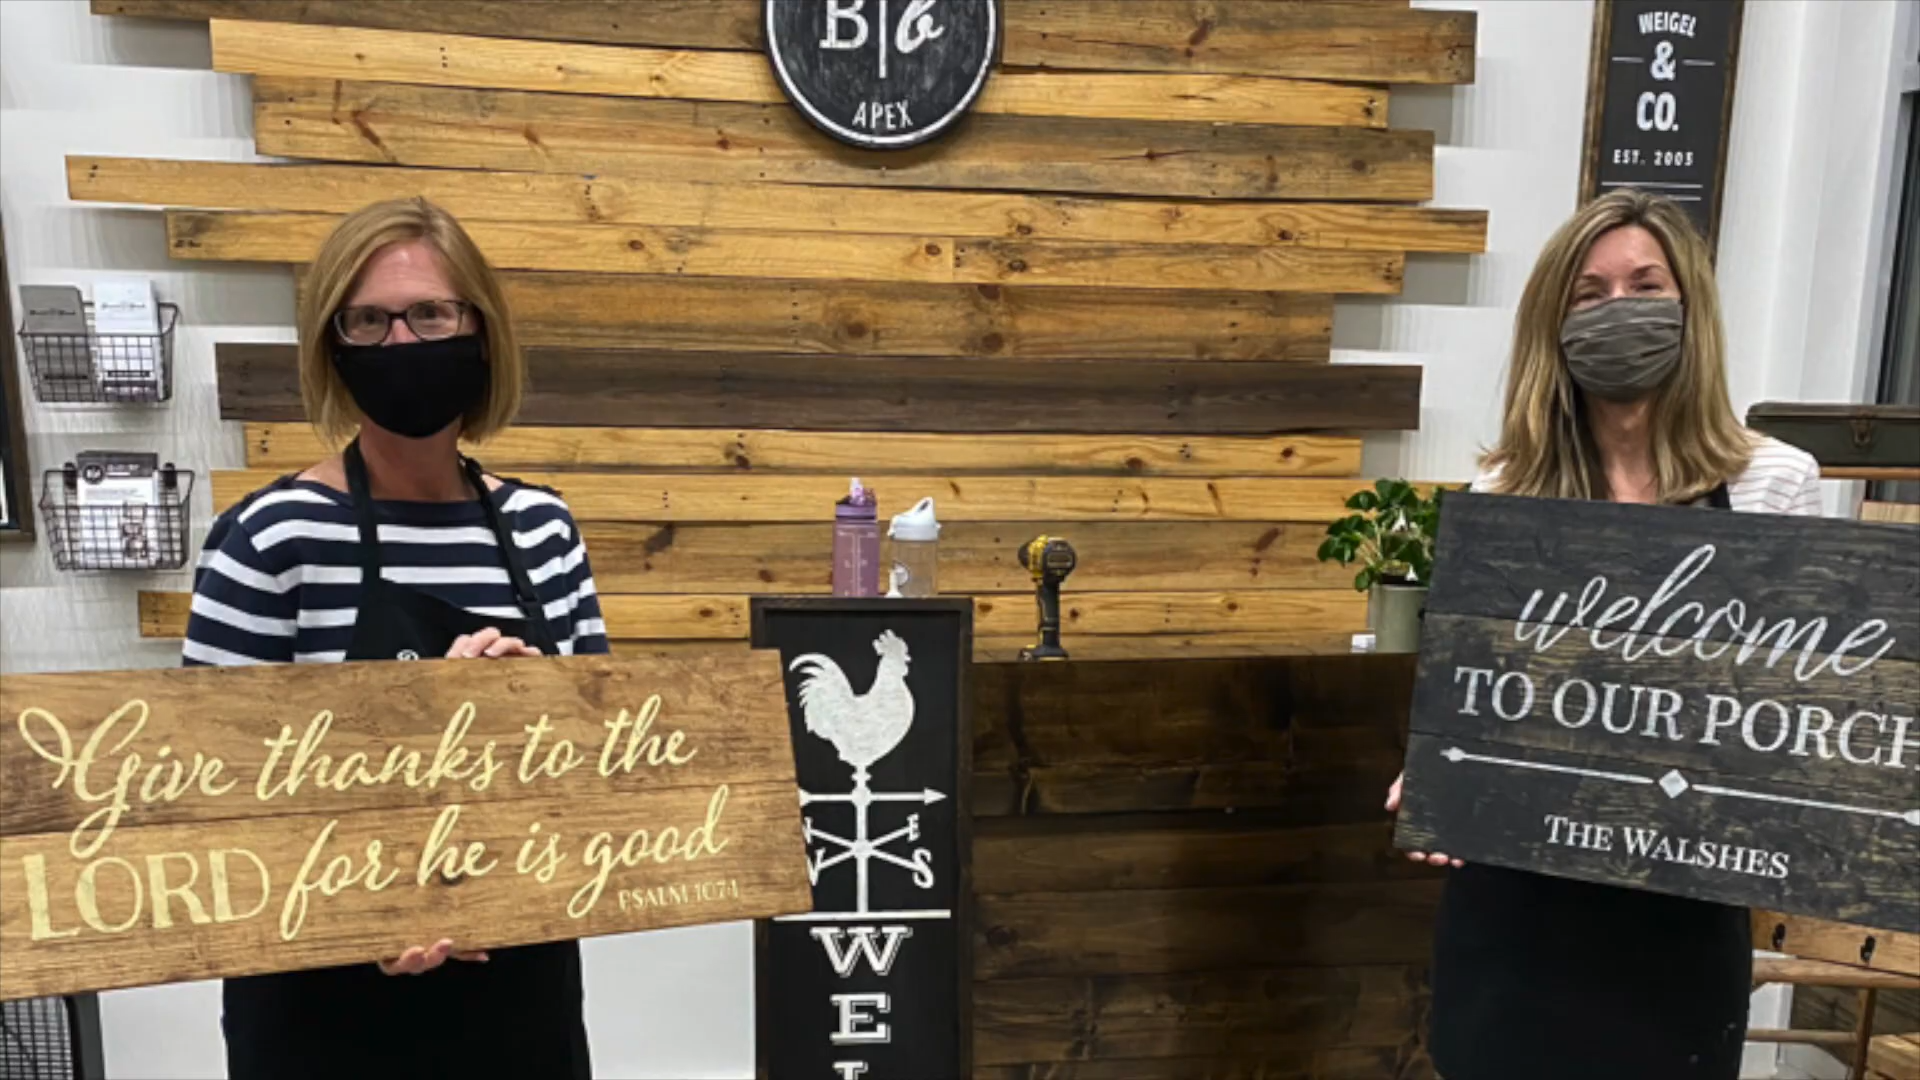 B|b
APEX
WEIGEL
&
CO.
EST. 2003
Give thanks to the
LORD for he is good
PSALM 107:1
E
S
WEL
welcome
TO OUR PORCH
THE WALSHES